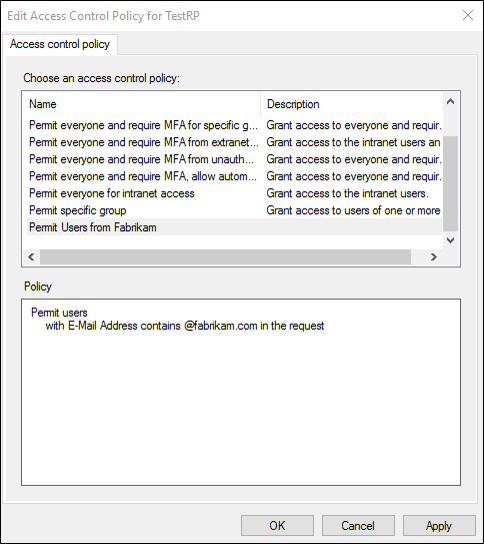 Edit Access Control Policy for TestRP
Access control policy
Choose an access control policy:
Name Description
Permit everyone and require MFA for specific g... Grant access to everyone and requir...
Permit everyone and require MFA from extranet... Grant access to the intranet users an
Permit everyone and require MFA from unauth... Grant access to everyone and requir...
Permit everyone and require MFA, allow autom... Grant access to everyone and requir...
Permit everyone for intranet access Grant access to the intranet users.
Permit specific group Grant access to users of one or more
Permit Users from Fabrikam
Policy
Permit users
with E-Mail Address contains @fabrikam.com in the request
OK Cancel Apply